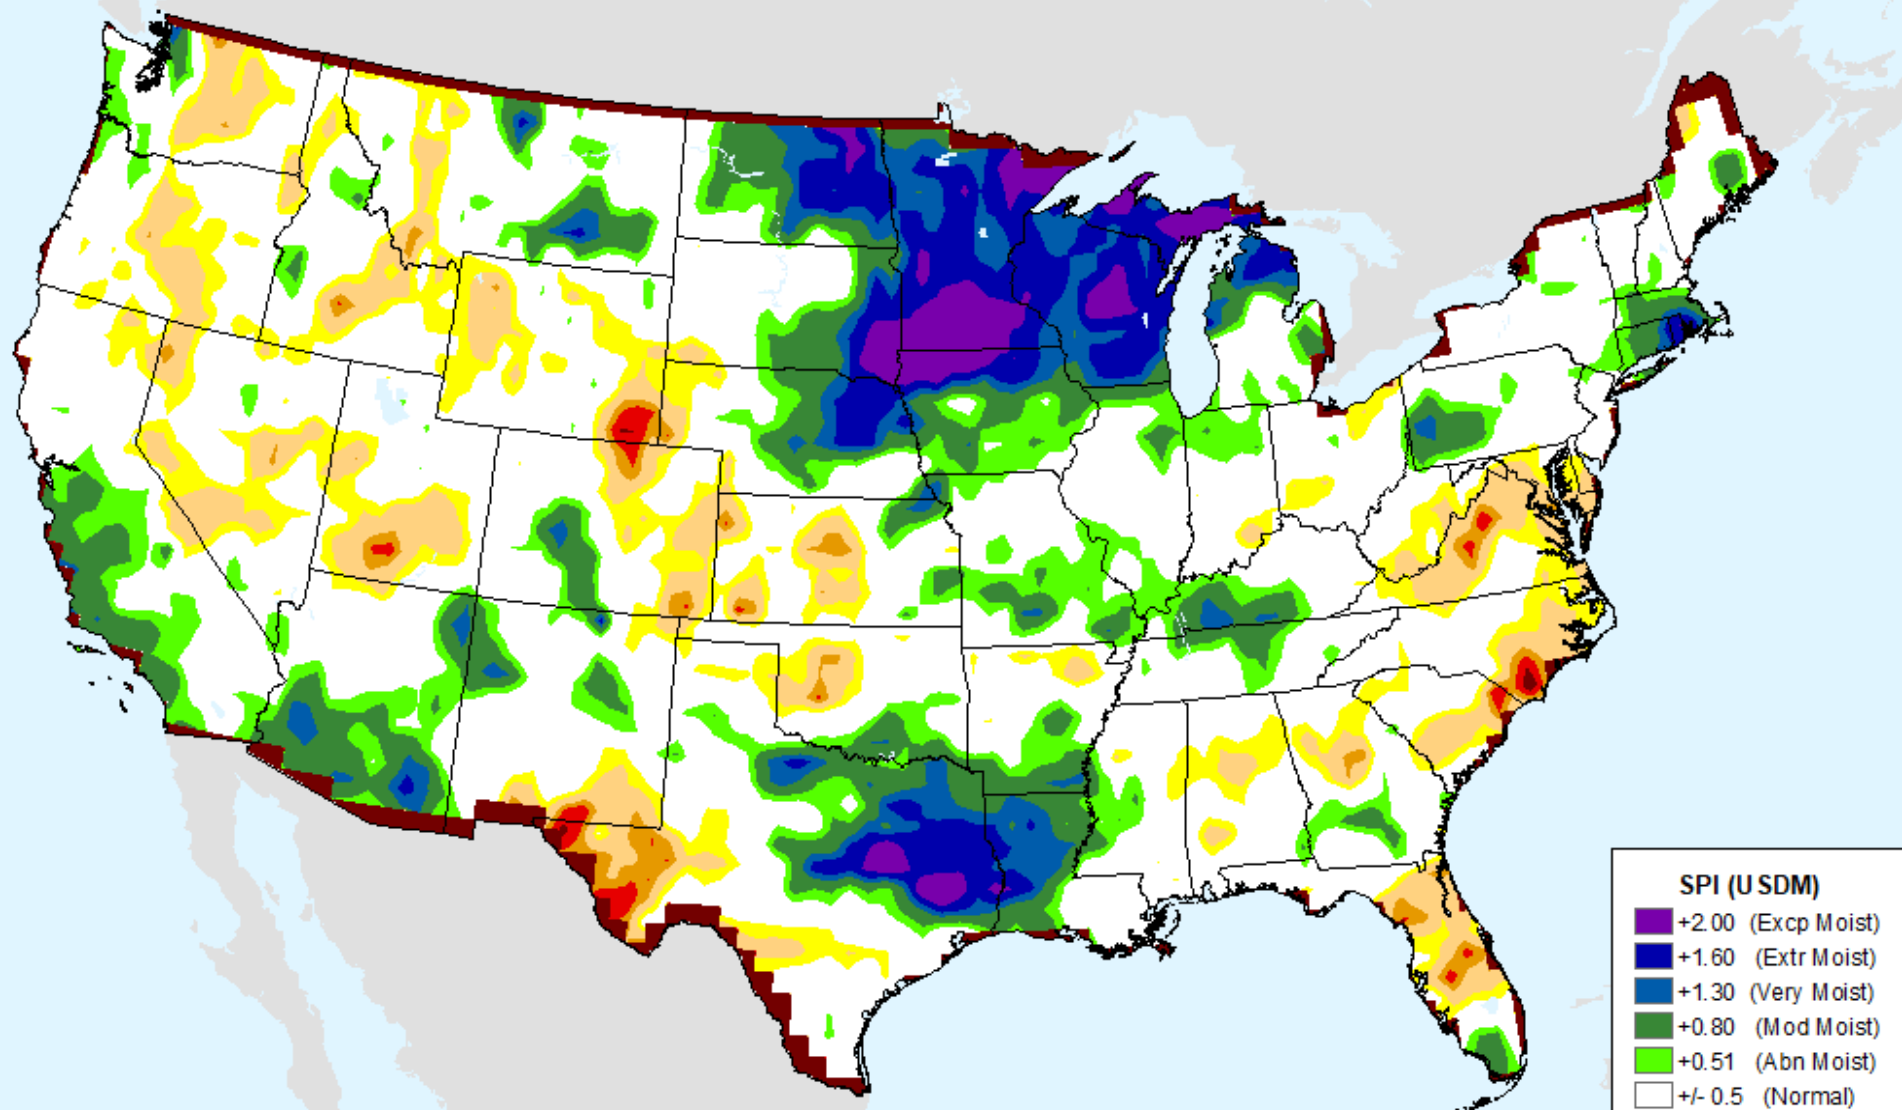 SPI (USDM)
+2.00 (Excp Moist)
+1.60 (Extr Moist)
+1.30 (Very Moist)
+0.80 (Mod Moist)
+0.51 (Abn Moist)
+/- 0.5 (Normal)